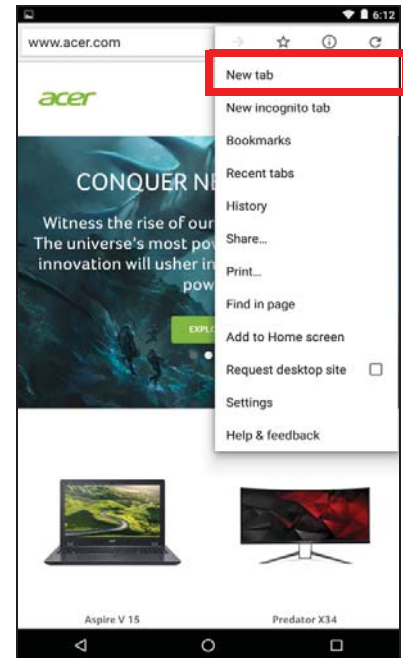 6:12
www.acer.com
acer
New tab
New incognito tab
Bookmarks
Recent tabs
History
Share...
Print...
Find in page
Add to Home screen
Request desktop site
Settings
Help & feedback
CONQUER NE
Witness the rise of our
The universe's most pow
innovation will usher in
pow
EXPLO
Aspire V 15
Predator X34